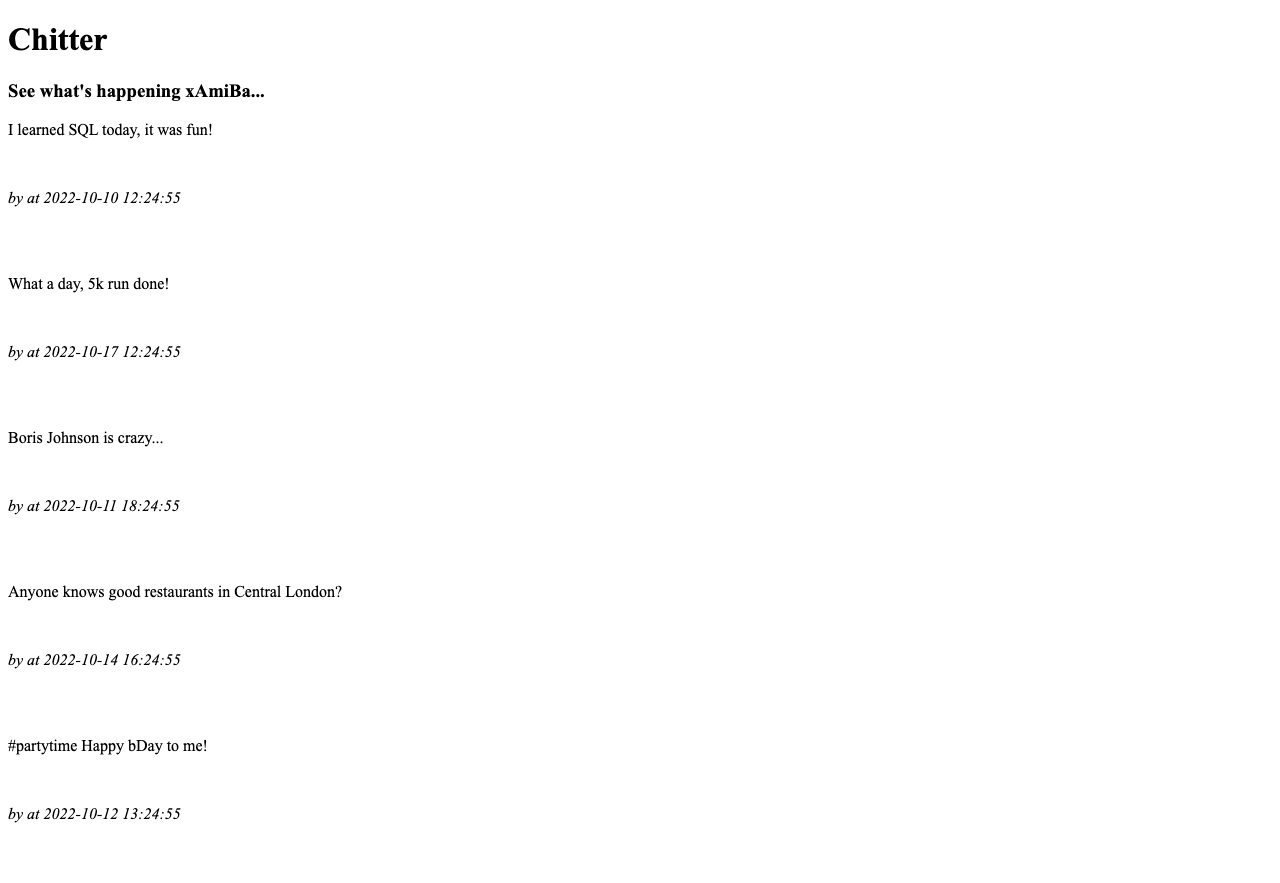 Chitter
See what's happening xAmiBa...
I learned SQL today, it was fun!
by at 2022-10-10 12:24:55
What a day, 5k run done!
by at 2022-10-17 12:24:55
Boris Johnson is crazy...
by at 2022-10-11 18:24:55
Anyone knows good restaurants in Central London?
by at 2022-10-14 16:24:55
#partytime Happy bDay to me!
by at 2022-10-12 13:24:55